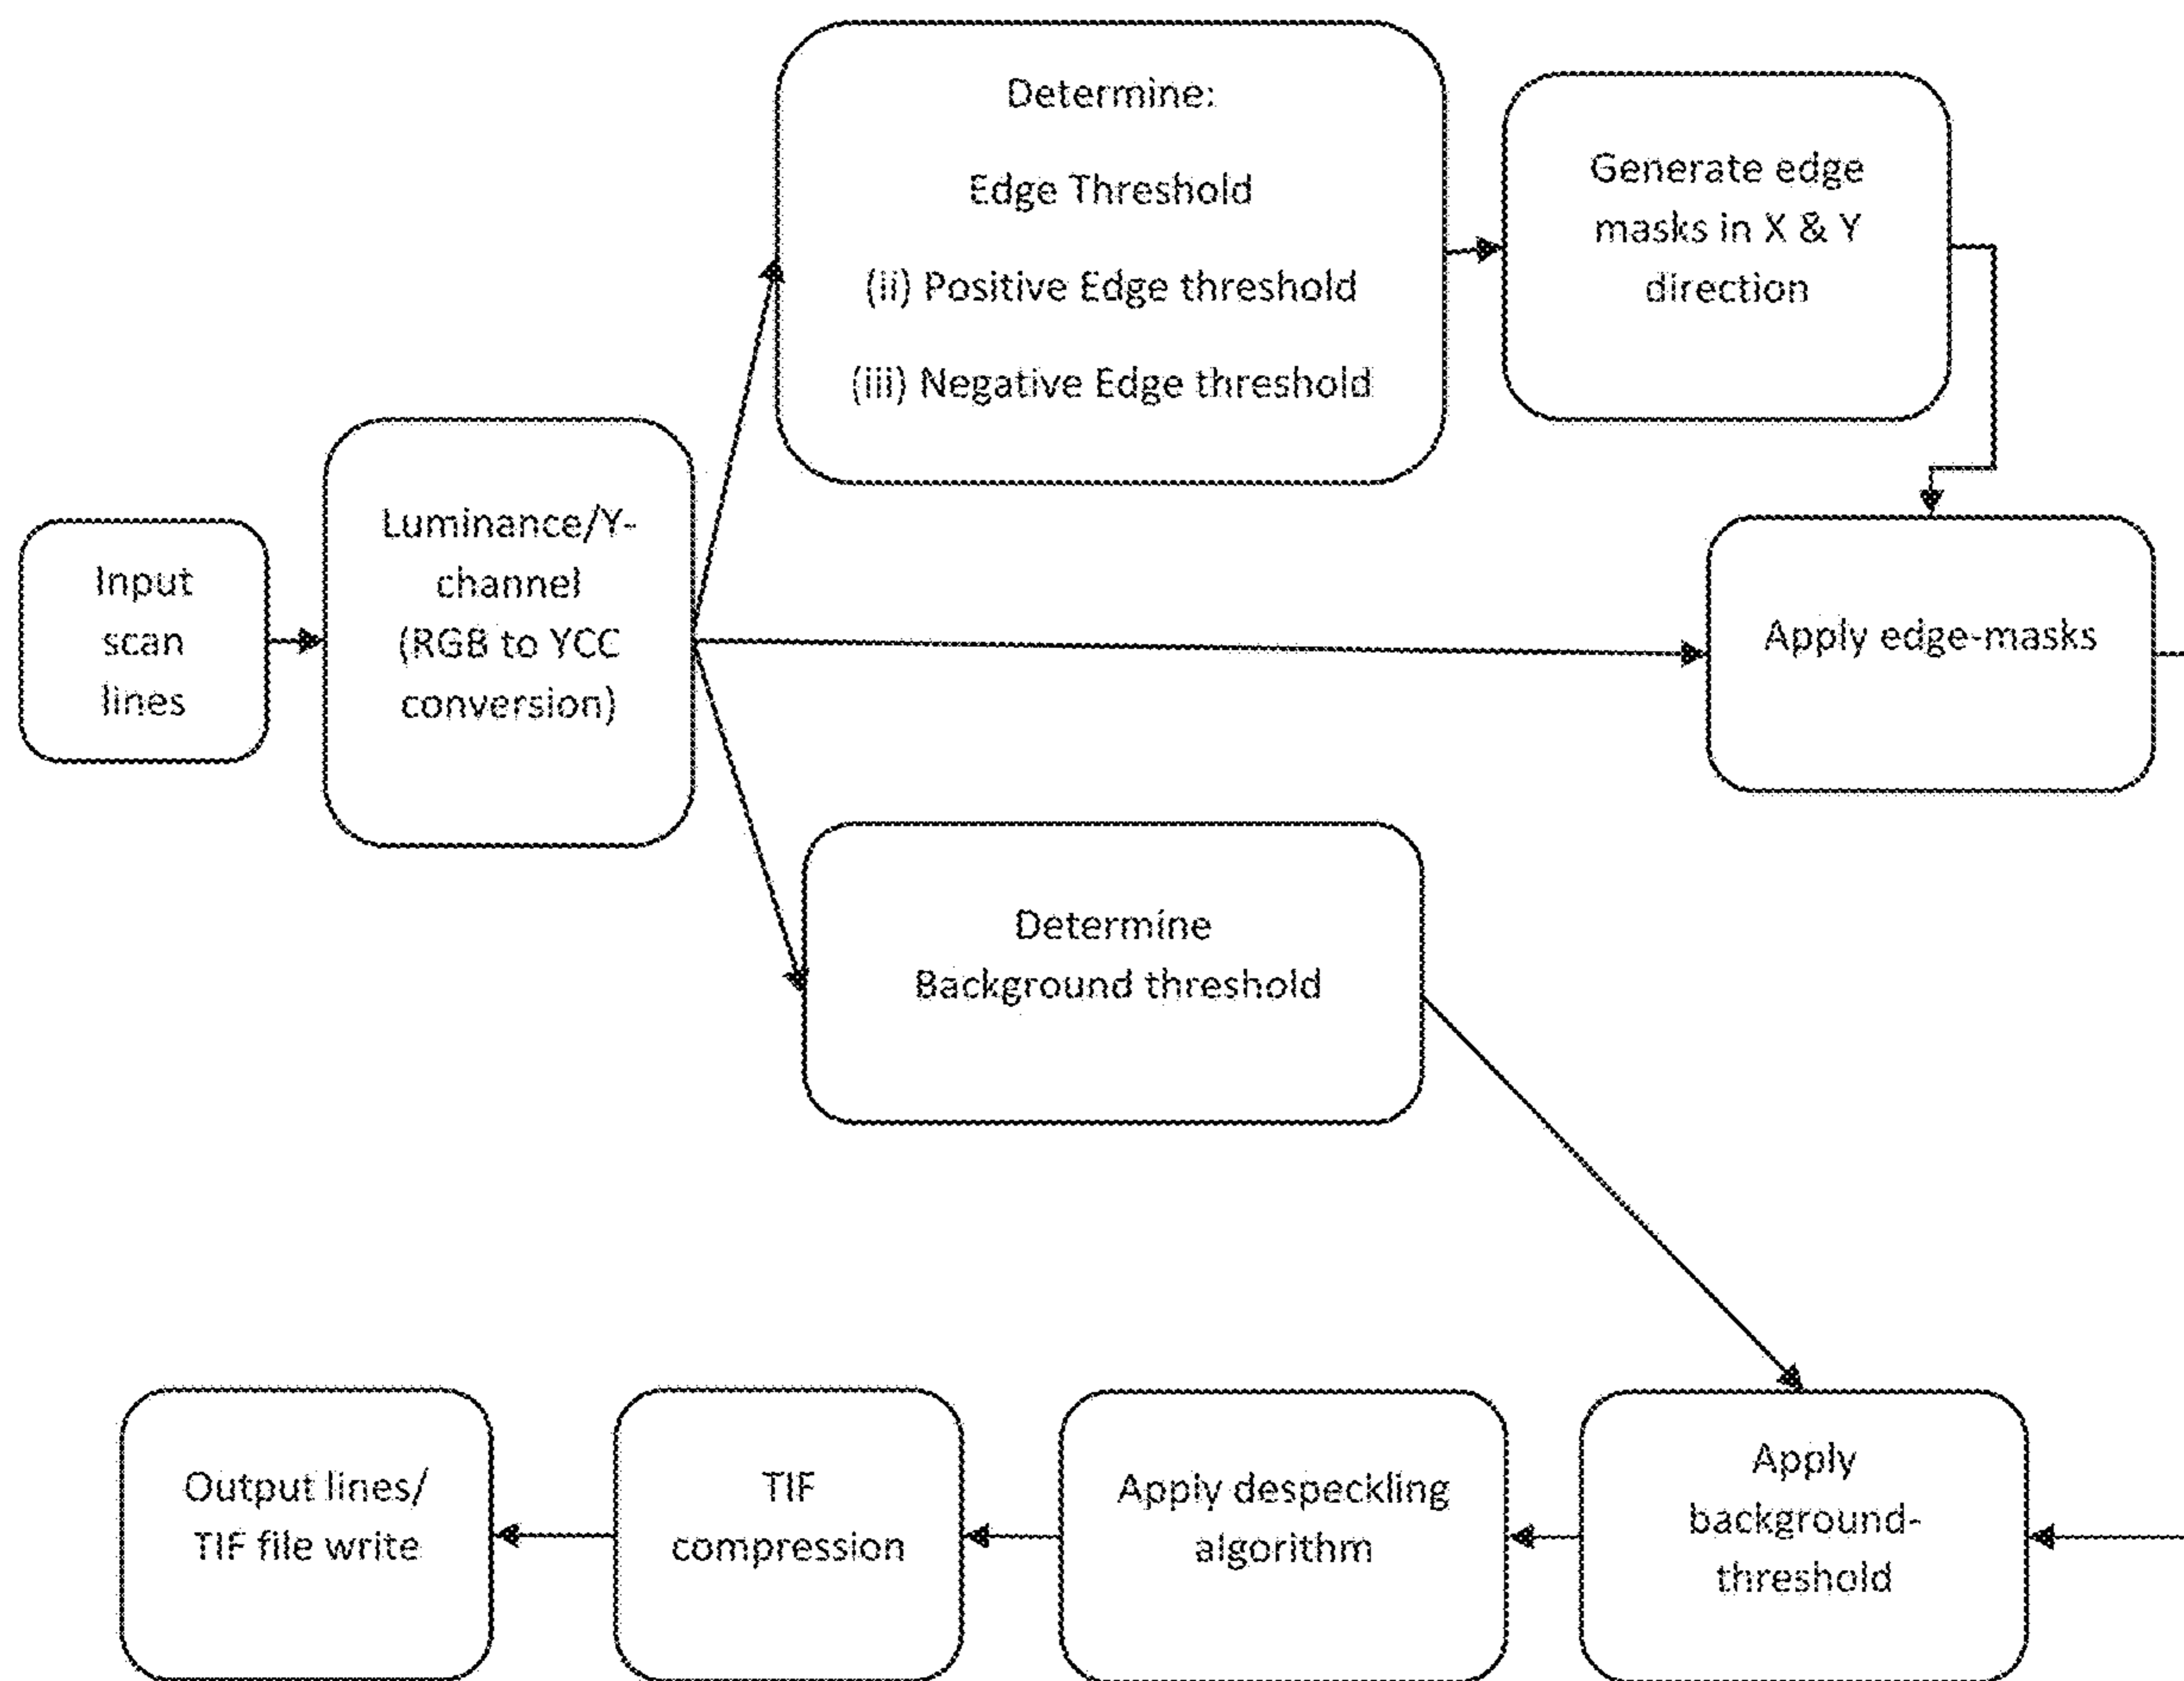 Determine:
Edge Threshold
(ii) Positive Edge threshold
(iii) Negative Edge threshold
Generate edge
masks in X & Y
direction
Input
scan
lines
Luminance/Y-
channel
(RGB to YCC
conversion)
Apply edge-masks
Determine
Background threshold
Output lines/
TIF file write
TIF
compression
Apply despeckling
algorithm
Apply
background-
threshold